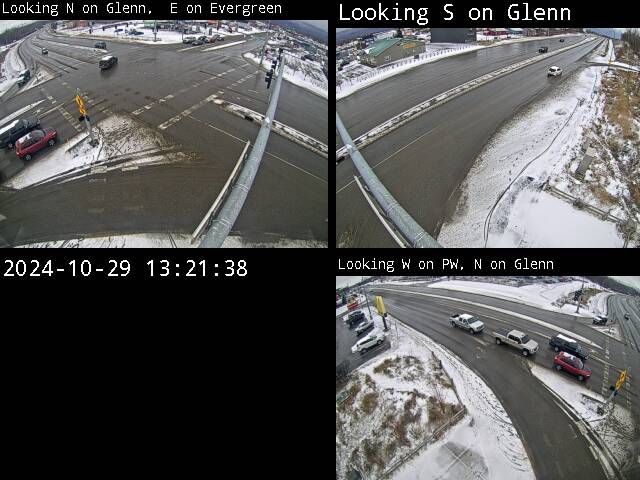 Looking N on Glenn,  E on Evergreen
Looking S on Glenn
2024-10-29 13:21:38
Looking W on PW, N on Glenn